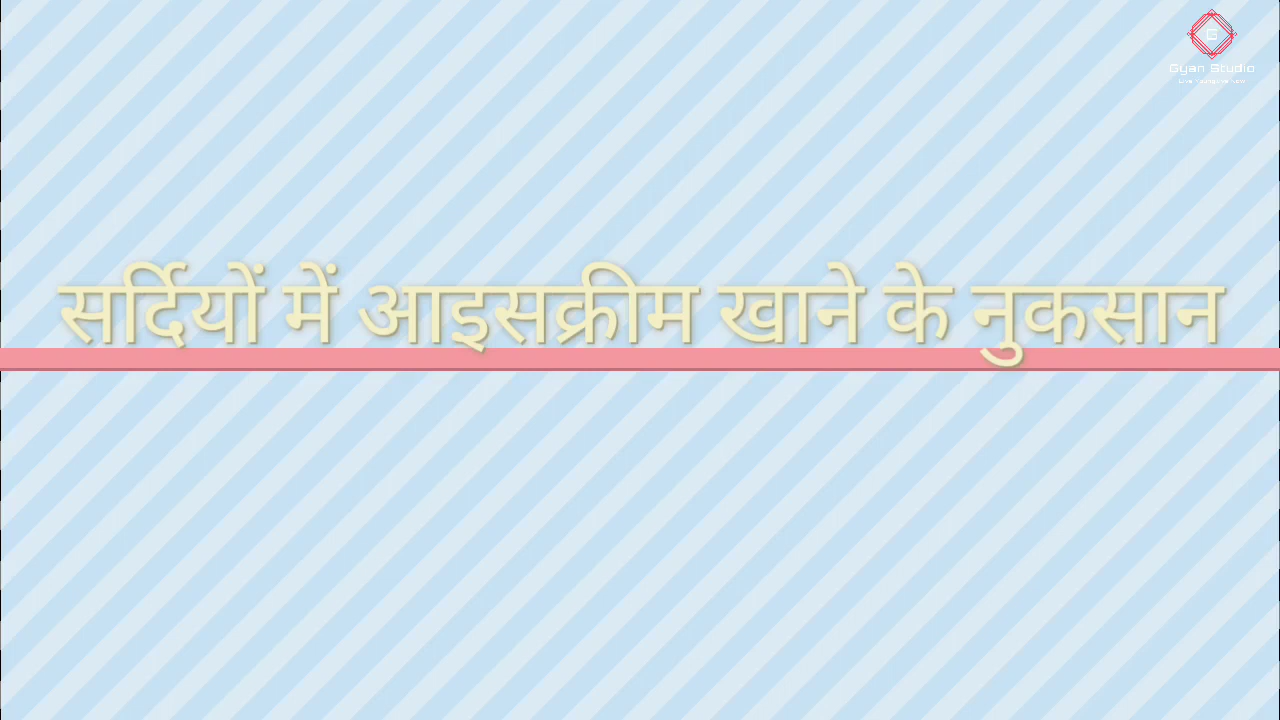 G
Gyan Studio
सर्दियों में आइसक्रीम खाने के नुकसान